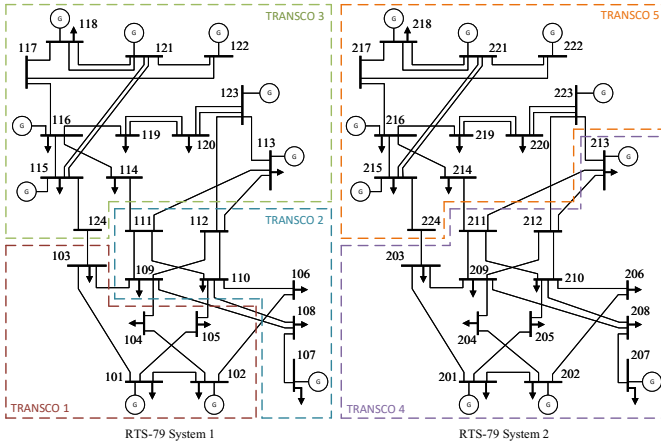 TRANSCO 3
TRANSCO 5
G
118
G
G
G
218
G
G
117
121
122
217
221
222
123
G
223
G
116
216
G
113
G
213
119
120
219
220
115
114
215
214
G
G
G
G
124
111
112
TRANSCO 2
224
211
212
103
203
109
110
106
209
210
206
108
208
104
105
204
205
107
207
101
102
201
202
G
G
TRANSCO 1
G
G
TRANSCO 4
G
G
RTS-79 System 1
RTS-79 System 2